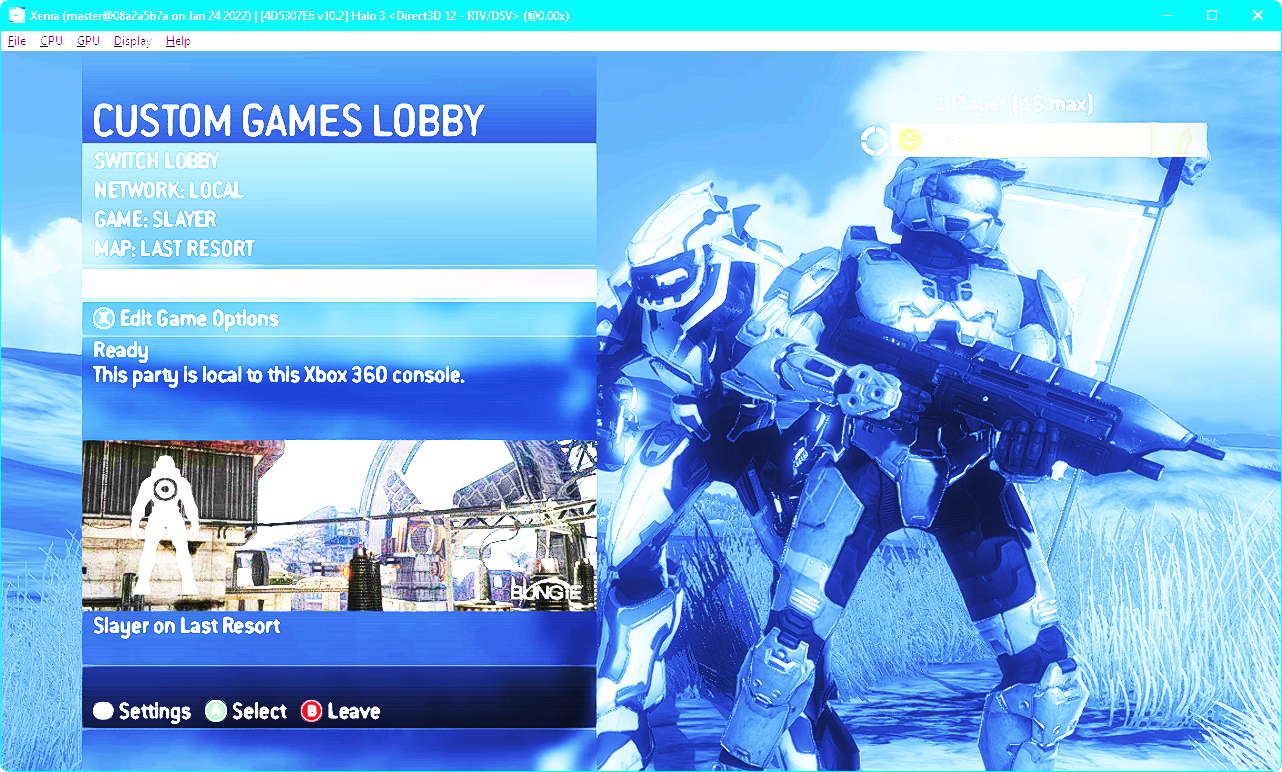 Xenia (master@08a2a5b7a on Jan 24 2022) | [4D5307E6 v10.2] Halo 3 <Direct3D 12 - RTV/DSV> (@0.00x)
File CPU GPU Display Help
CUSTOM GAMES LOBBY
1 Player (16 max)
SWITCH LOBBY
NETWORK: LOCAL
GAME: SLAYER
MAP: LAST RESORT
X Edit Game Options
Ready
This party is local to this Xbox 360 console.
BUNGIE
Slayer on Last Resort
Settings A Select B Leave